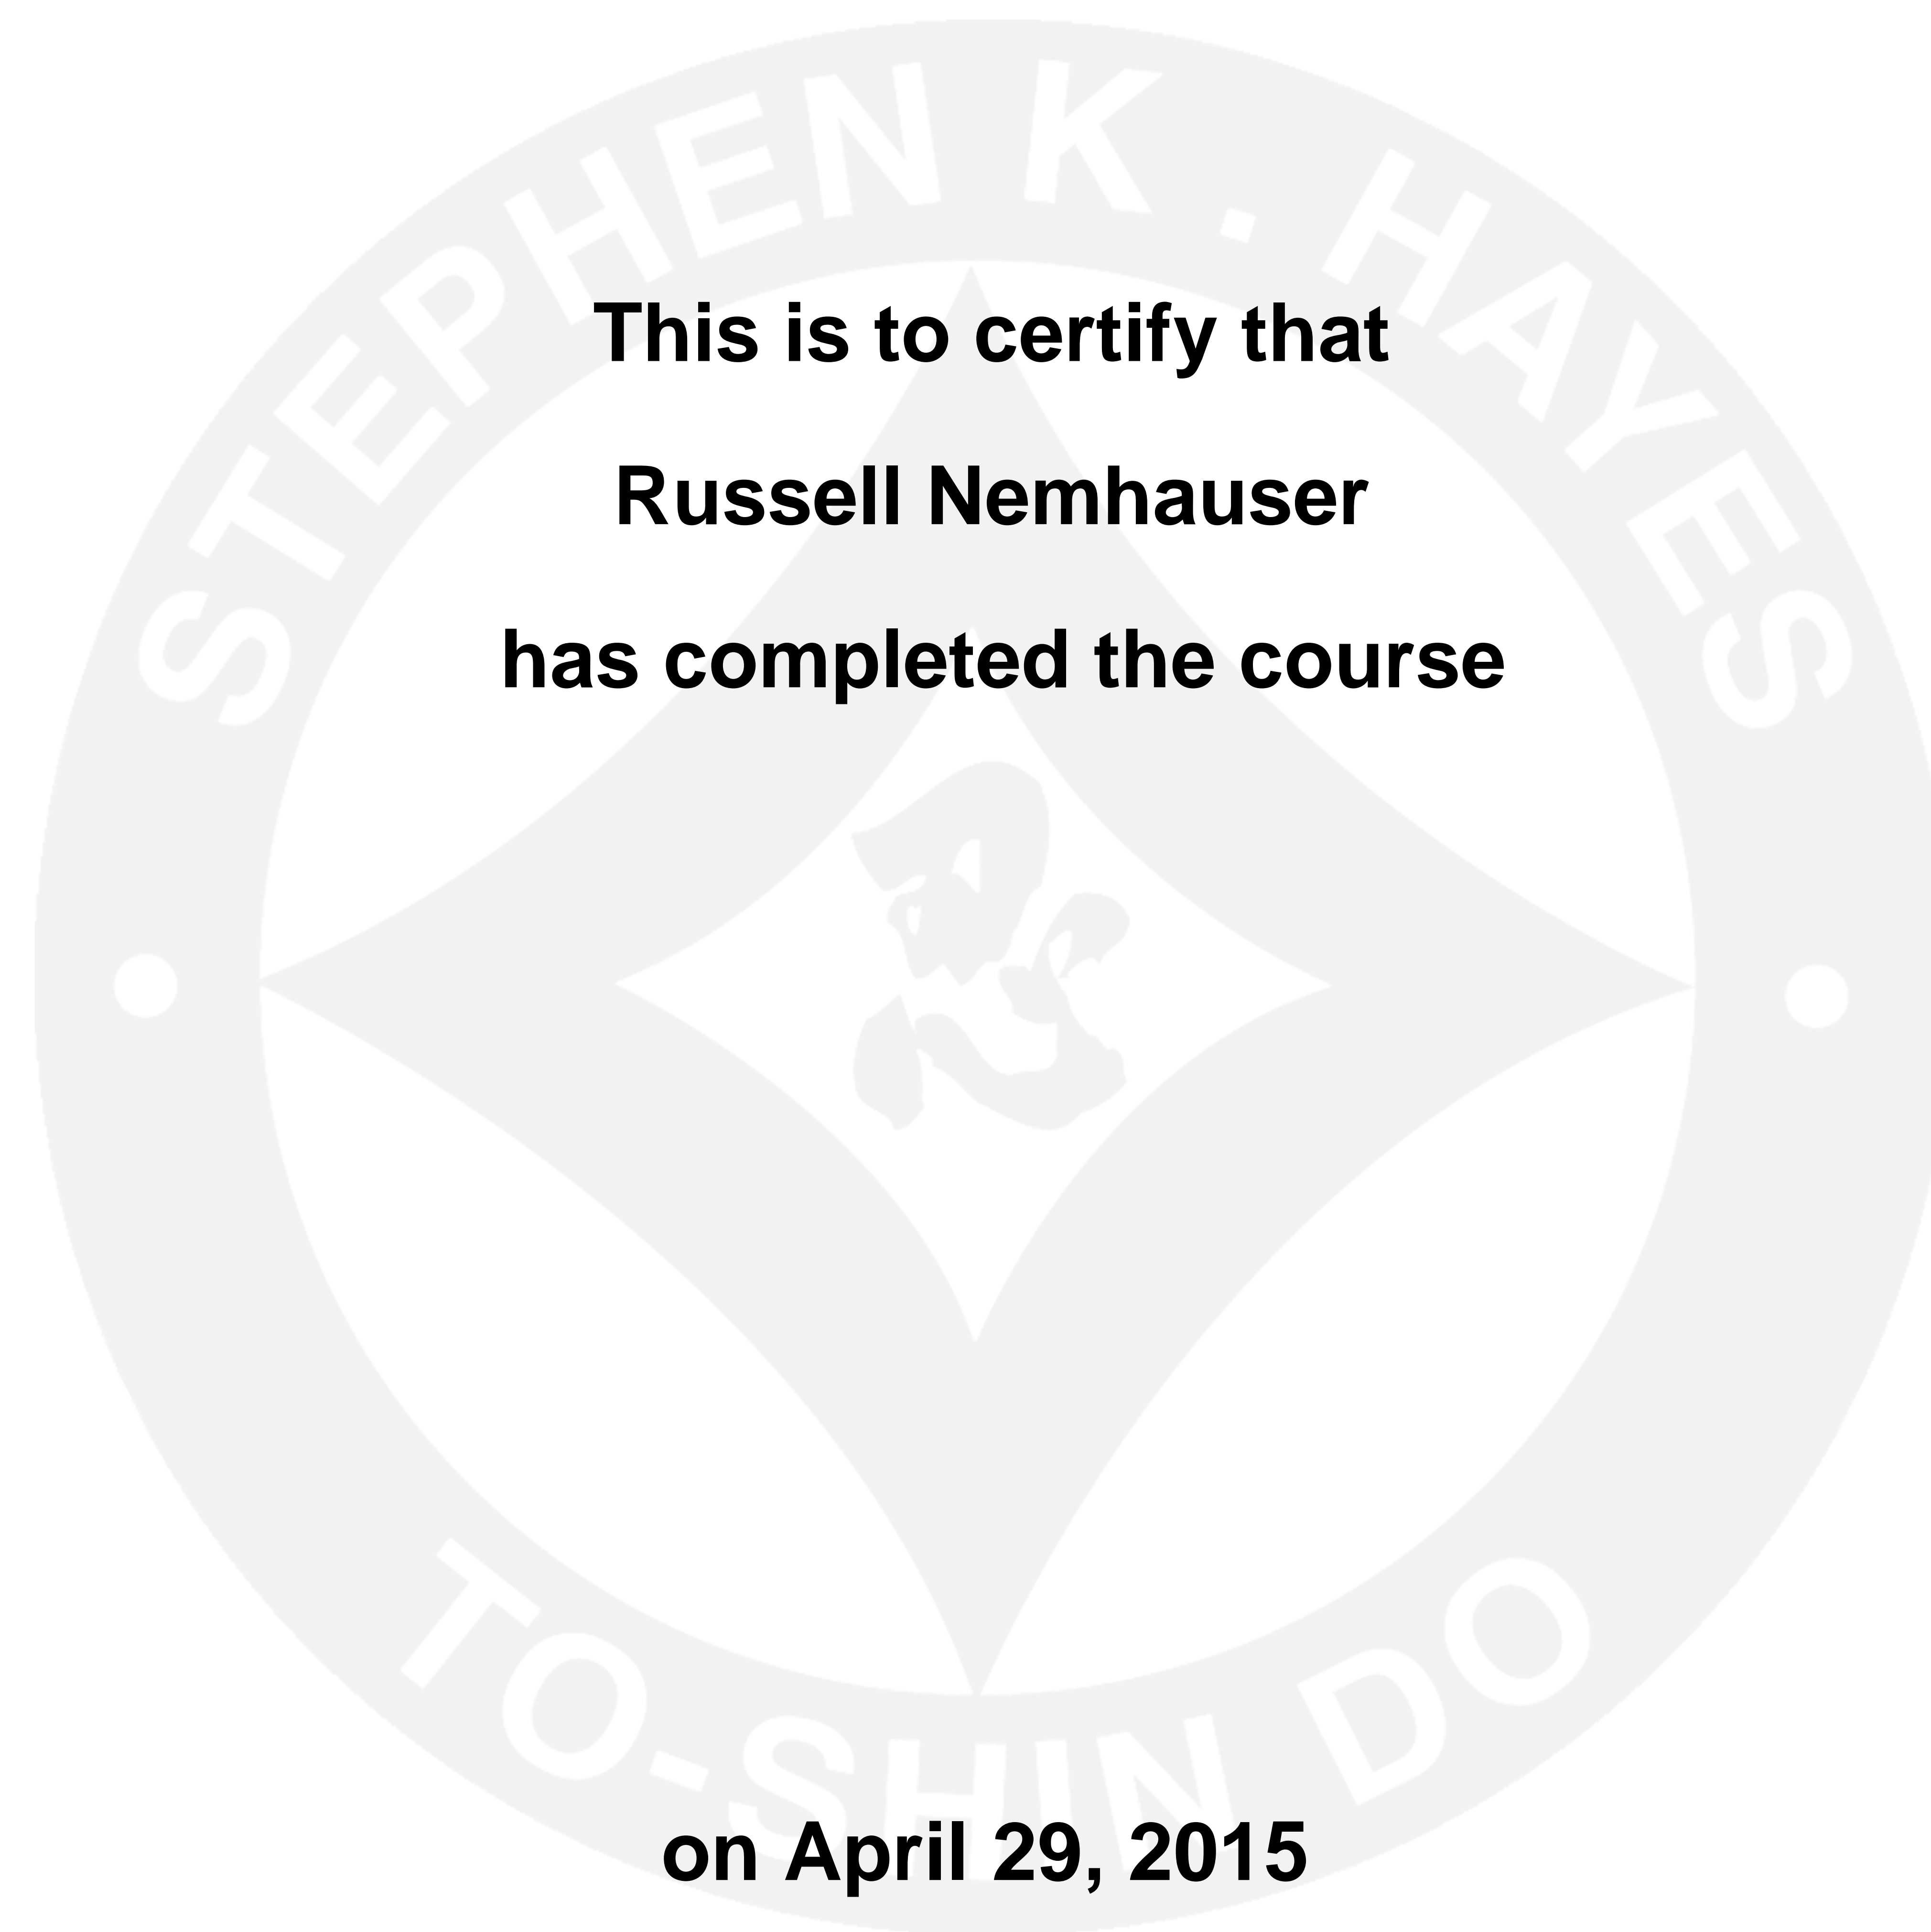 STEPHEN K. HAYES
This is to certify that
Russell Nemhauser
has completed the course
忍
TO-SHIN DO
on April 29, 2015